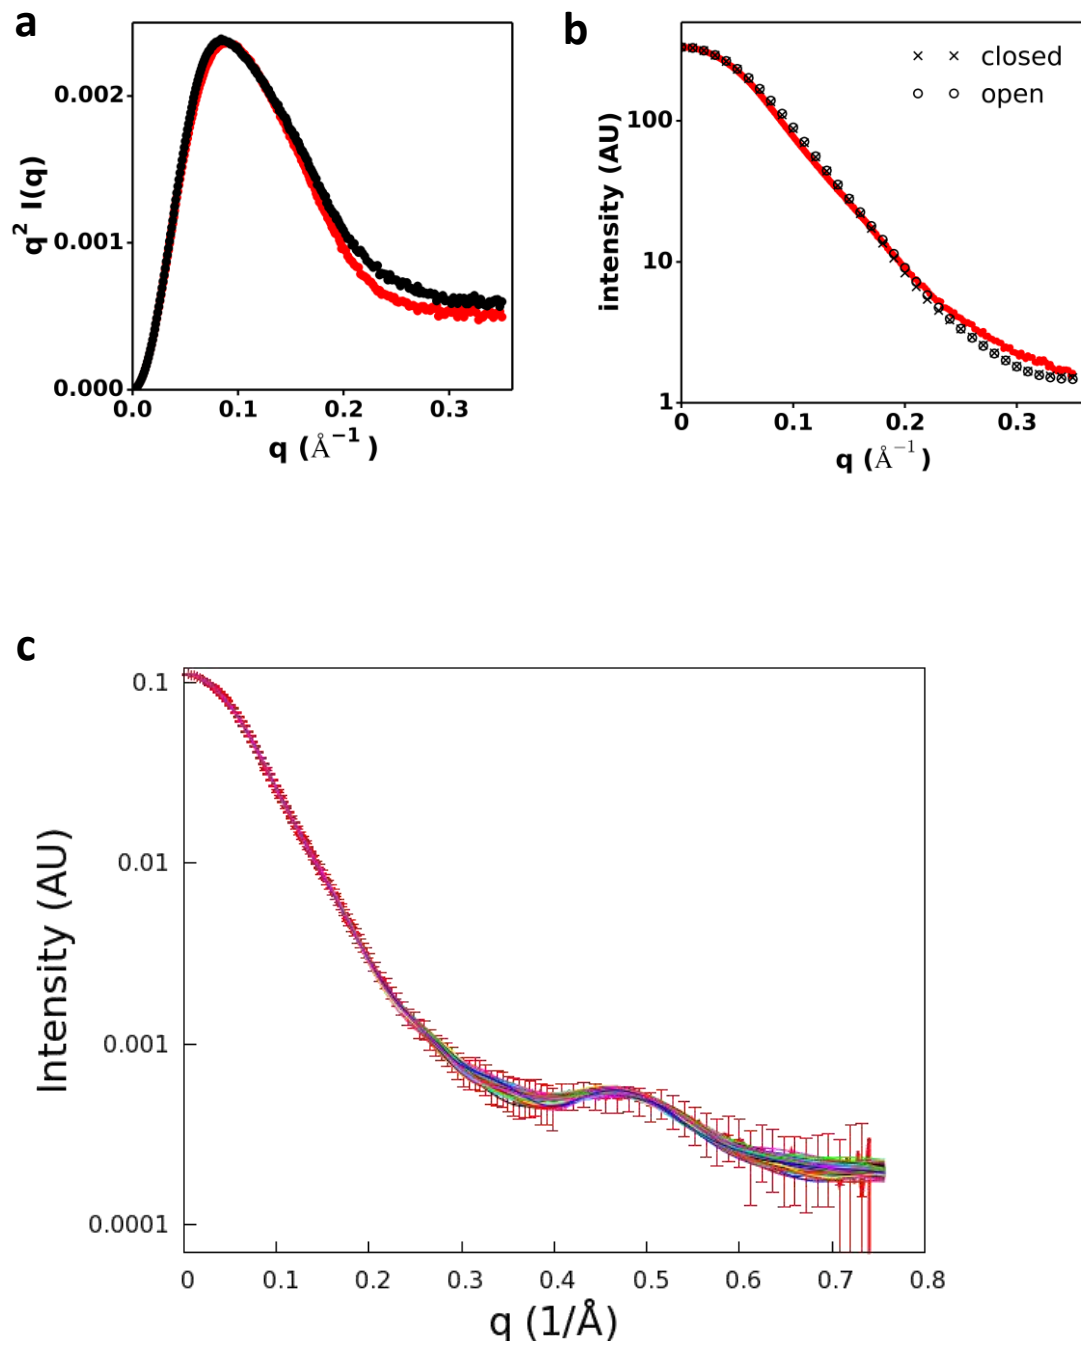 a
q² I(q)
0.002
0.001
0.000
0.0 0.1 0.2 0.3
q (Å⁻¹)
b
closed
open
intensity (AU)
100
10
1
0 0.1 0.2 0.3
q (Å⁻¹)
c
Intensity (AU)
0.1
0.01
0.001
0.0001
0 0.1 0.2 0.3 0.4 0.5 0.6 0.7 0.8
q (1/Å)